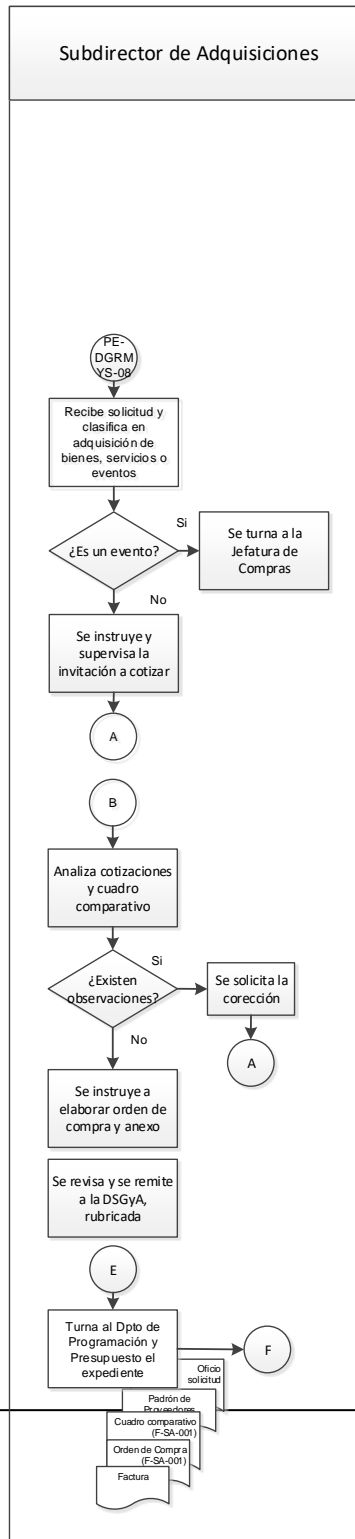 Subdirector de Adquisiciones
PE-
DGRM
YS-08
Recibe solicitud y
clasifica en
adquisición de
bienes, servicios o
eventos
¿Es un evento?
Si
Se turna a la
Jefatura de
Compras
No
Se instruye y
supervisa la
invitación a cotizar
A
B
Analiza cotizaciones
y cuadro
comparativo
¿Existen
observaciones?
Si
Se solicita la
corección
No
A
Se instruye a
elaborar orden de
compra y anexo
Se revisa y se remite
a la DSGyA,
rubricada
E
Turna al Dpto de
Programación y
Presupuesto el
expediente
F
Oficio
solicitud
Padrón de
Proveedores
Cuadro comparativo
(F-SA-001)
Orden de Compra
(F-SA-001)
Factura